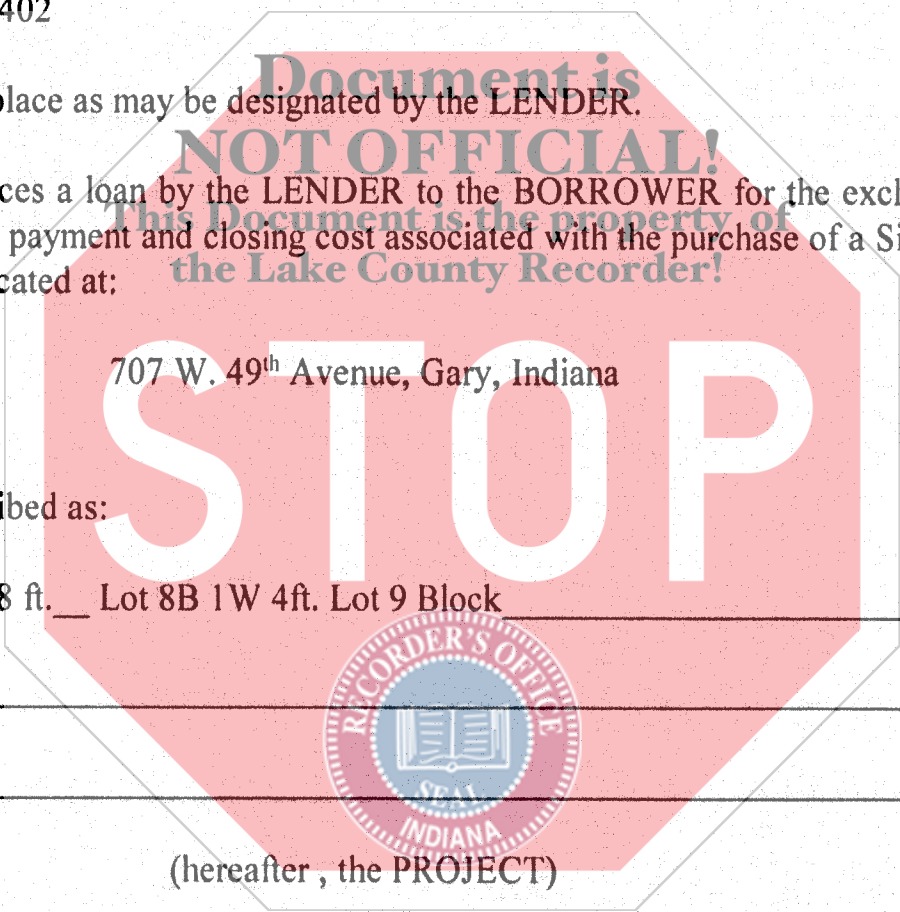 402
Document is
place as may be designated by the LENDER.
NOT OFFICIAL!
ces a loan by the LENDER to the BORROWER for the excl
This Document is the property of
payment and closing cost associated with the purchase of a Si
the Lake County Recorder!
cated at:
707 W. 49th Avenue, Gary, Indiana
STOP
ibed as:
8 ft.__ Lot 8B 1W 4ft. Lot 9 Block
RECORDER'S OFFICE
SEAL
INDIANA
(hereafter , the PROJECT)